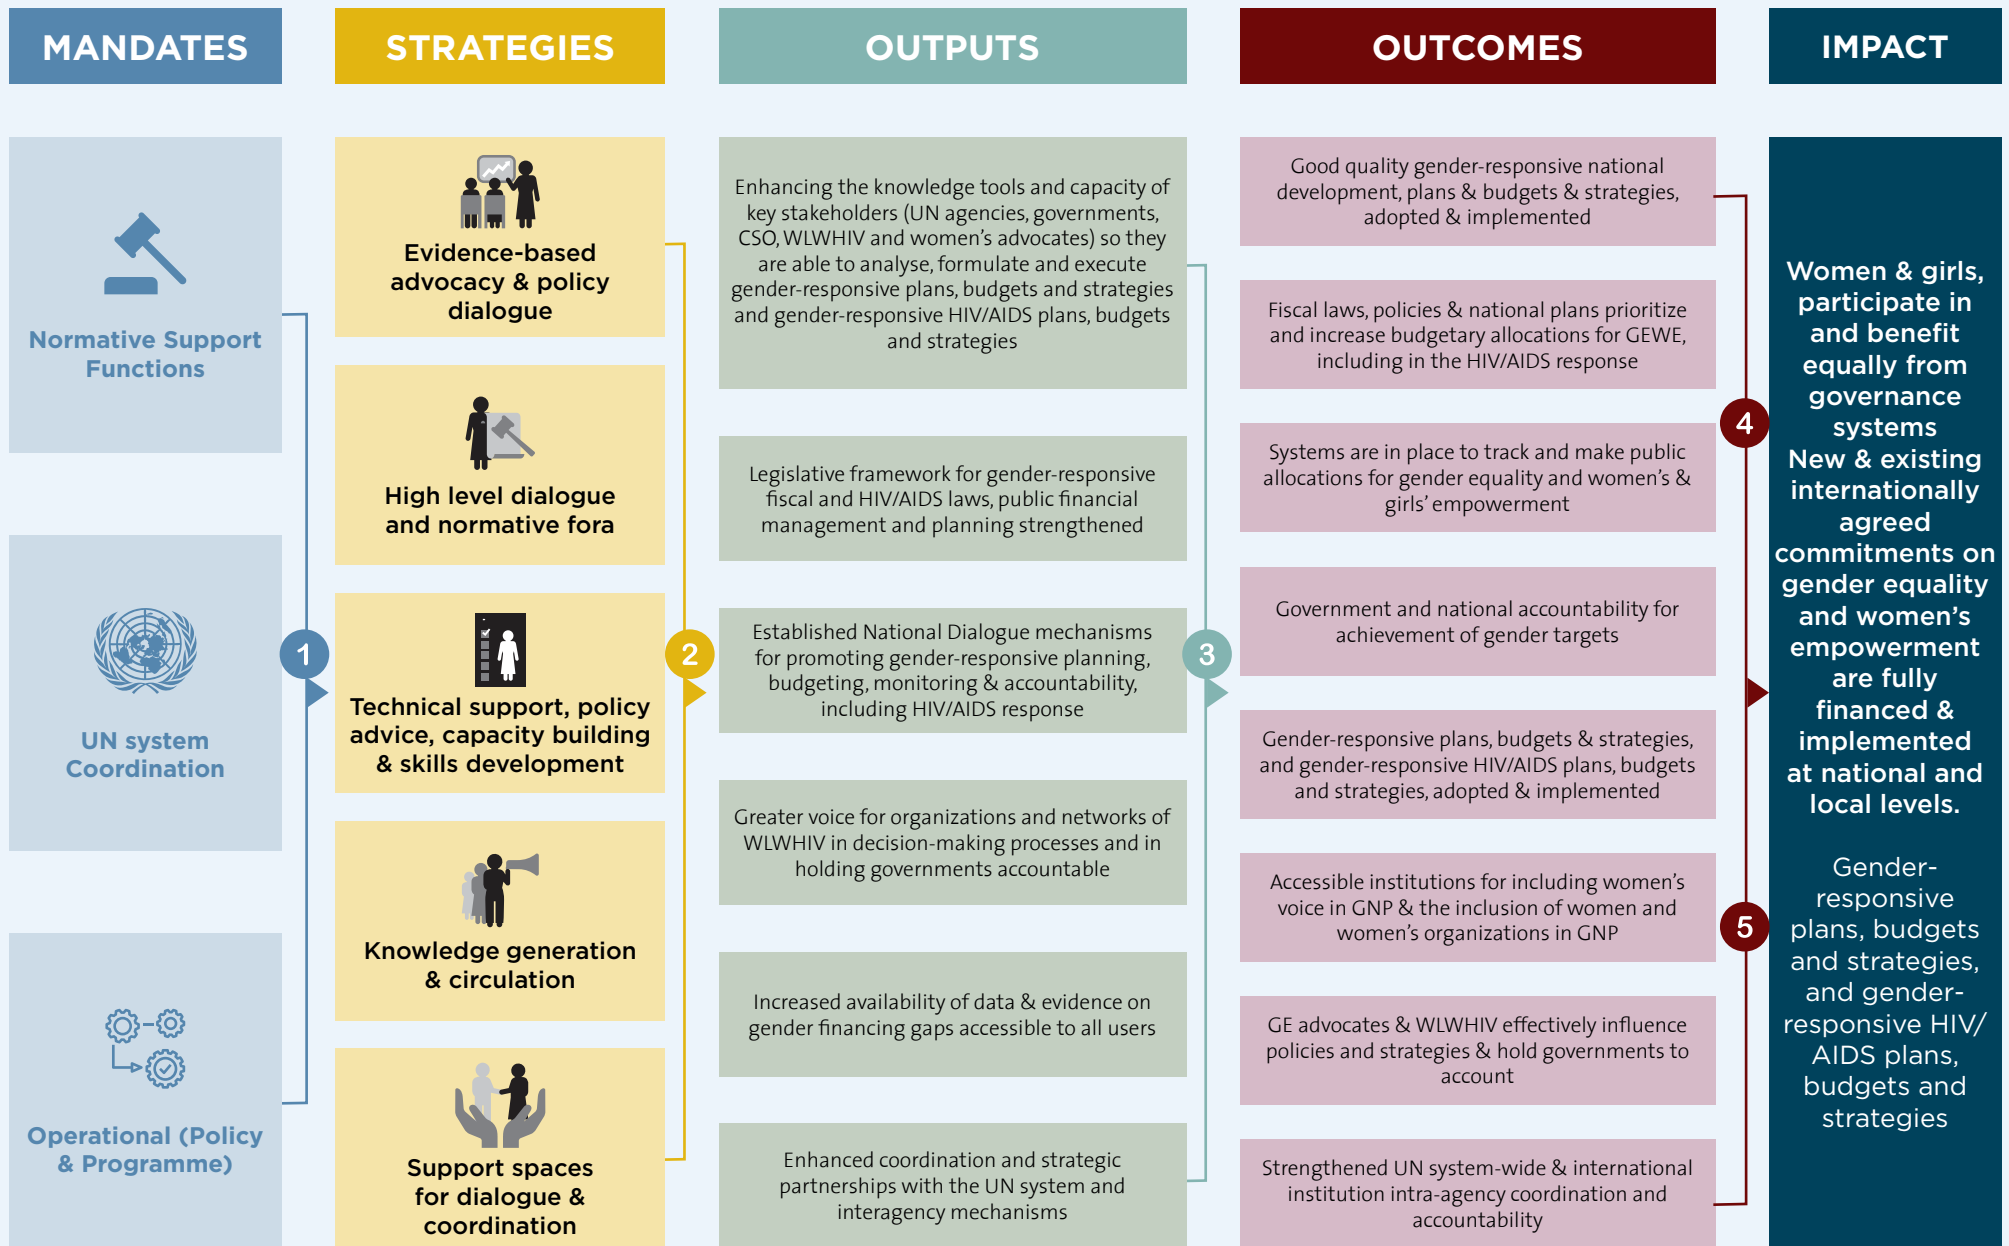 MANDATES
STRATEGIES
OUTPUTS
OUTCOMES
IMPACT
Normative Support
Functions
UN system
Coordination
Operational (Policy
& Programme)
1
Evidence-based
advocacy & policy
dialogue
High level dialogue
and normative fora
Technical support, policy
advice, capacity building
& skills development
Knowledge generation
& circulation
Support spaces
for dialogue &
coordination
2
Enhancing the knowledge tools and capacity of
key stakeholders (UN agencies, governments,
CSO, WLWHIV and women’s advocates) so they
are able to analyse, formulate and execute
gender-responsive plans, budgets and strategies
and gender-responsive HIV/AIDS plans, budgets
and strategies
Legislative framework for gender-responsive
fiscal and HIV/AIDS laws, public financial
management and planning strengthened
Established National Dialogue mechanisms
for promoting gender-responsive planning,
budgeting, monitoring & accountability,
including HIV/AIDS response
Greater voice for organizations and networks of
WLWHIV in decision-making processes and in
holding governments accountable
Increased availability of data & evidence on
gender financing gaps accessible to all users
Enhanced coordination and strategic
partnerships with the UN system and
interagency mechanisms
3
Good quality gender-responsive national
development, plans & budgets & strategies,
adopted & implemented
Fiscal laws, policies & national plans prioritize
and increase budgetary allocations for GEWE,
including in the HIV/AIDS response
Systems are in place to track and make public
allocations for gender equality and women’s &
girls’ empowerment
Government and national accountability for
achievement of gender targets
Gender-responsive plans, budgets & strategies,
and gender-responsive HIV/AIDS plans, budgets
and strategies, adopted & implemented
Accessible institutions for including women’s
voice in GNP & the inclusion of women and
women’s organizations in GNP
GE advocates & WLWHIV effectively influence
policies and strategies & hold governments to
account
Strengthened UN system-wide & international
institution intra-agency coordination and
accountability
4
5
Women & girls,
participate in
and benefit
equally from
governance
systems
New & existing
internationally
agreed
commitments on
gender equality
and women’s
empowerment
are fully
financed &
implemented
at national and
local levels.
Gender-
responsive
plans, budgets
and strategies,
and gender-
responsive HIV/
AIDS plans,
budgets and
strategies